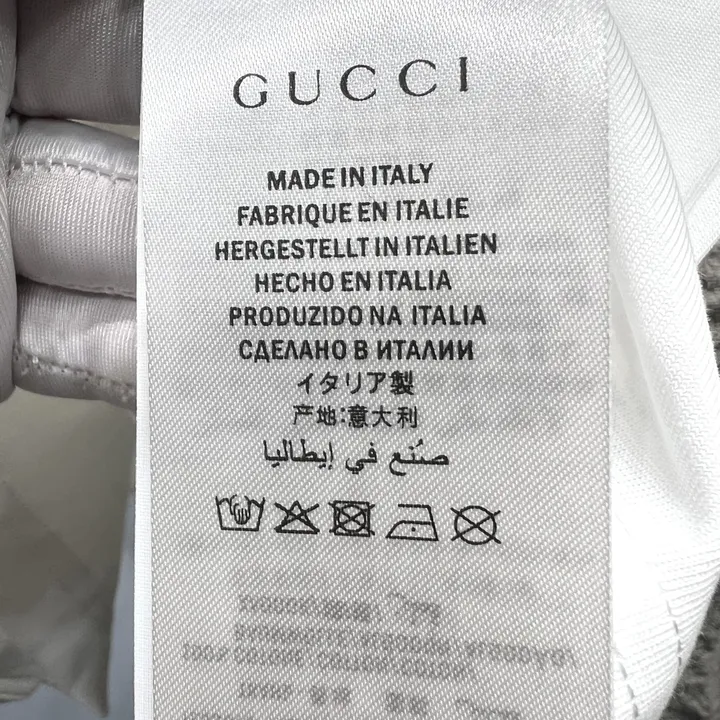 GUCCI
MADE IN ITALY
FABRIQUE EN ITALIE
HERGESTELLT IN ITALIEN
HECHO EN ITALIA
PRODUZIDO NA ITALIA
СДЕЛАНО В ИТАЛИИ
イタリア製
产地:意大利
صُنع في إيطاليا